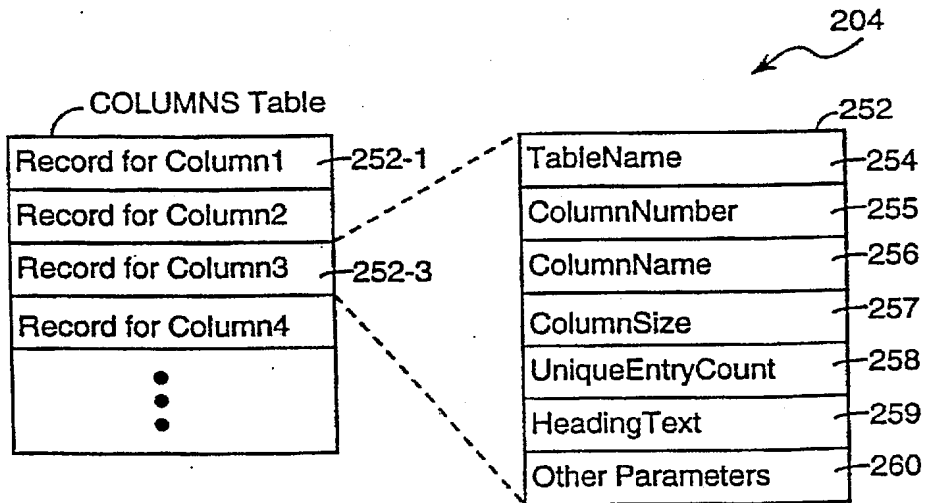 204
COLUMNS Table
Record for Column1
252-1
Record for Column2
Record for Column3
252-3
Record for Column4
252
TableName
254
ColumnNumber
255
ColumnName
256
ColumnSize
257
UniqueEntryCount
258
HeadingText
259
Other Parameters
260